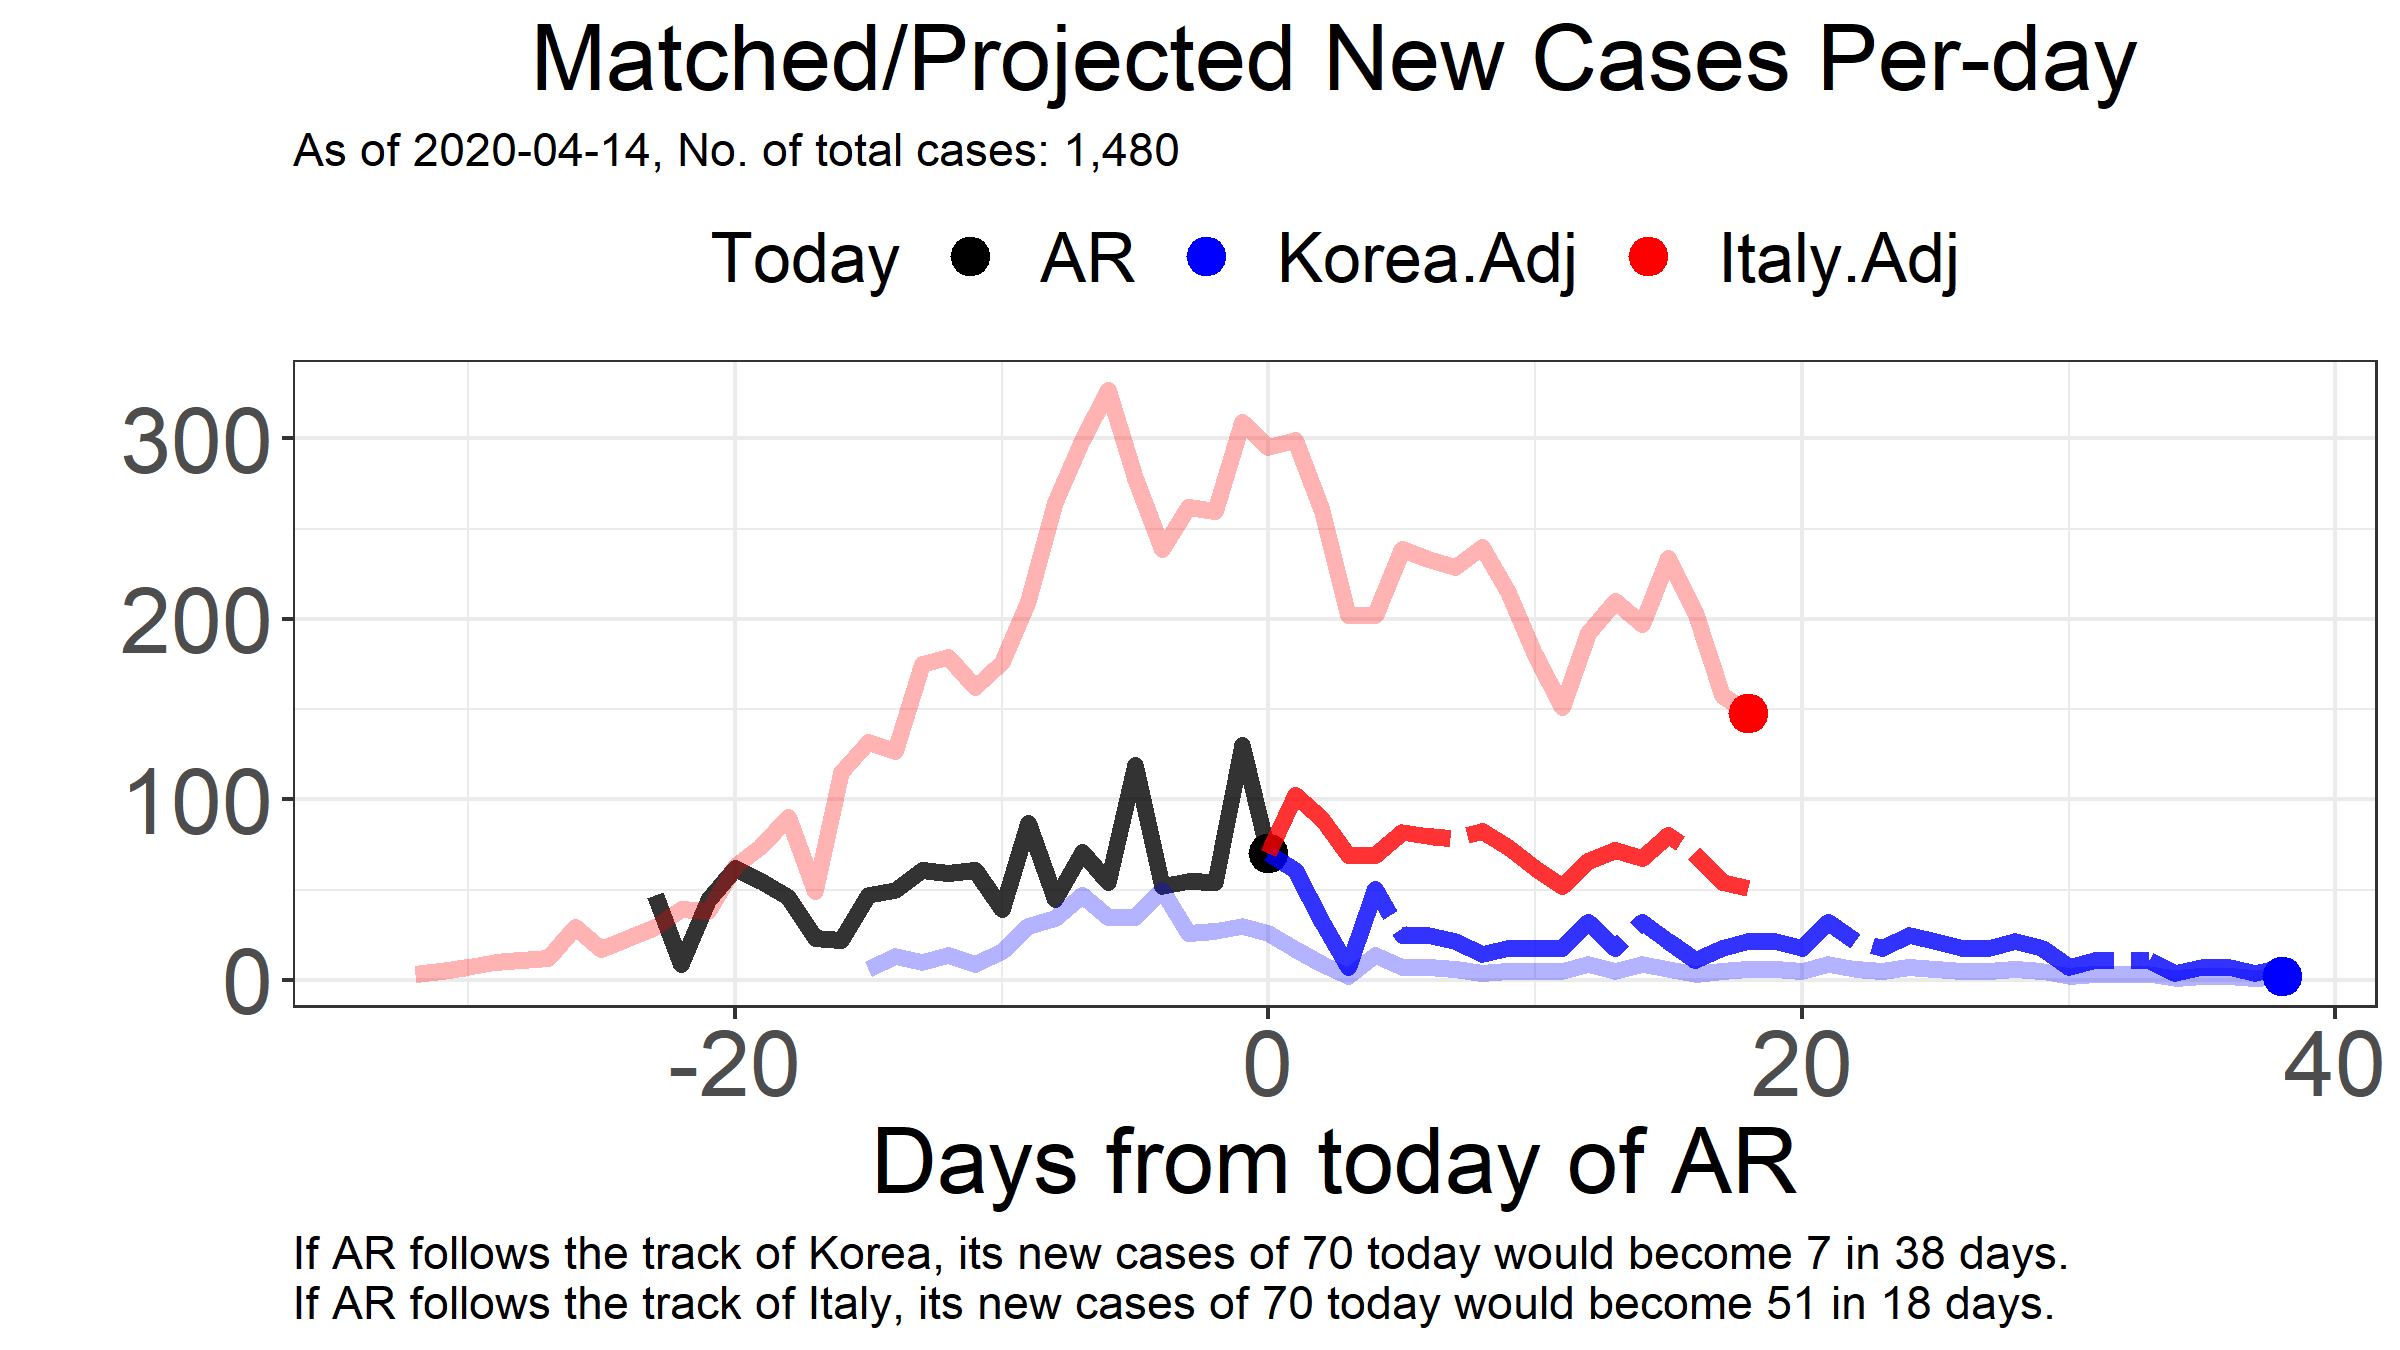 Matched/Projected New Cases Per-day
As of 2020-04-14, No. of total cases: 1,480
Today AR Korea.Adj Italy.Adj
300
200
100
0
-20 0 20 40
Days from today of AR
If AR follows the track of Korea, its new cases of 70 today would become 7 in 38 days.
If AR follows the track of Italy, its new cases of 70 today would become 51 in 18 days.